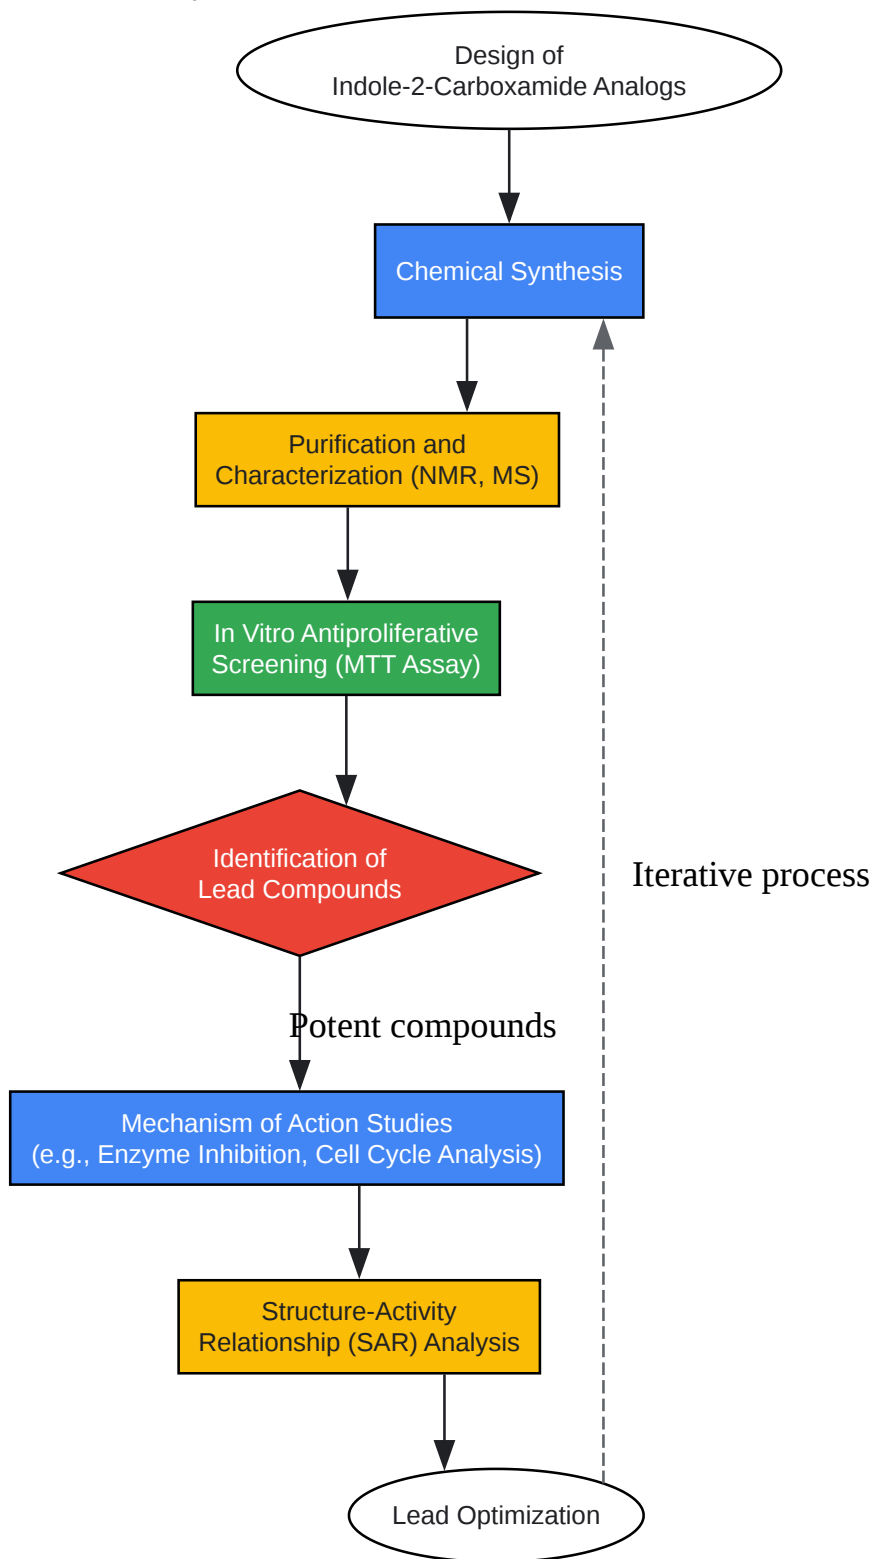 Design of
Indole-2-Carboxamide Analogs
Chemical Synthesis
Purification and
Characterization (NMR, MS)
In Vitro Antiproliferative
Screening (MTT Assay)
Identification of
Lead Compounds
Iterative process
Potent compounds
Mechanism of Action Studies
(e.g., Enzyme Inhibition, Cell Cycle Analysis)
Structure-Activity
Relationship (SAR) Analysis
Lead Optimization